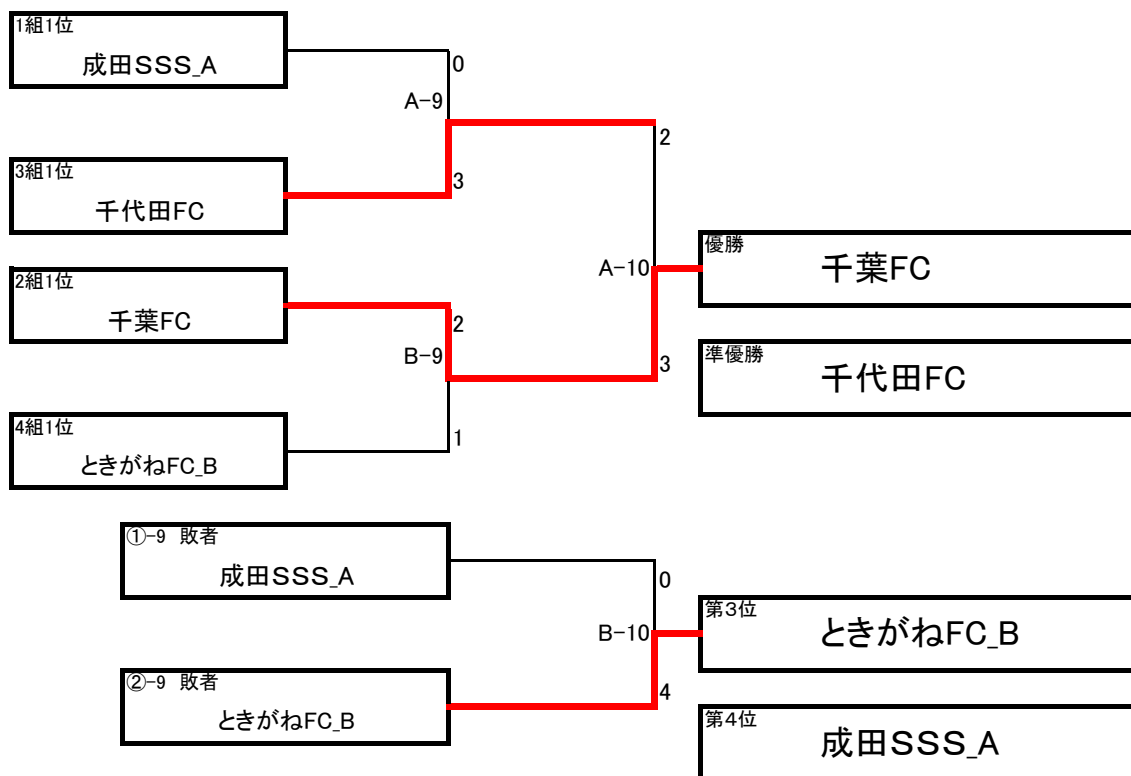 1組1位
成田SSS_A
0
A-9
3組1位
千代田FC
3
2
優勝
千葉FC
A-10
2組1位
千葉FC
2
B-9
3
準優勝
千代田FC
4組1位
ときがねFC_B
1
①-9 敗者
成田SSS_A
0
第3位
ときがねFC_B
B-10
②-9 敗者
ときがねFC_B
4
第4位
成田SSS_A